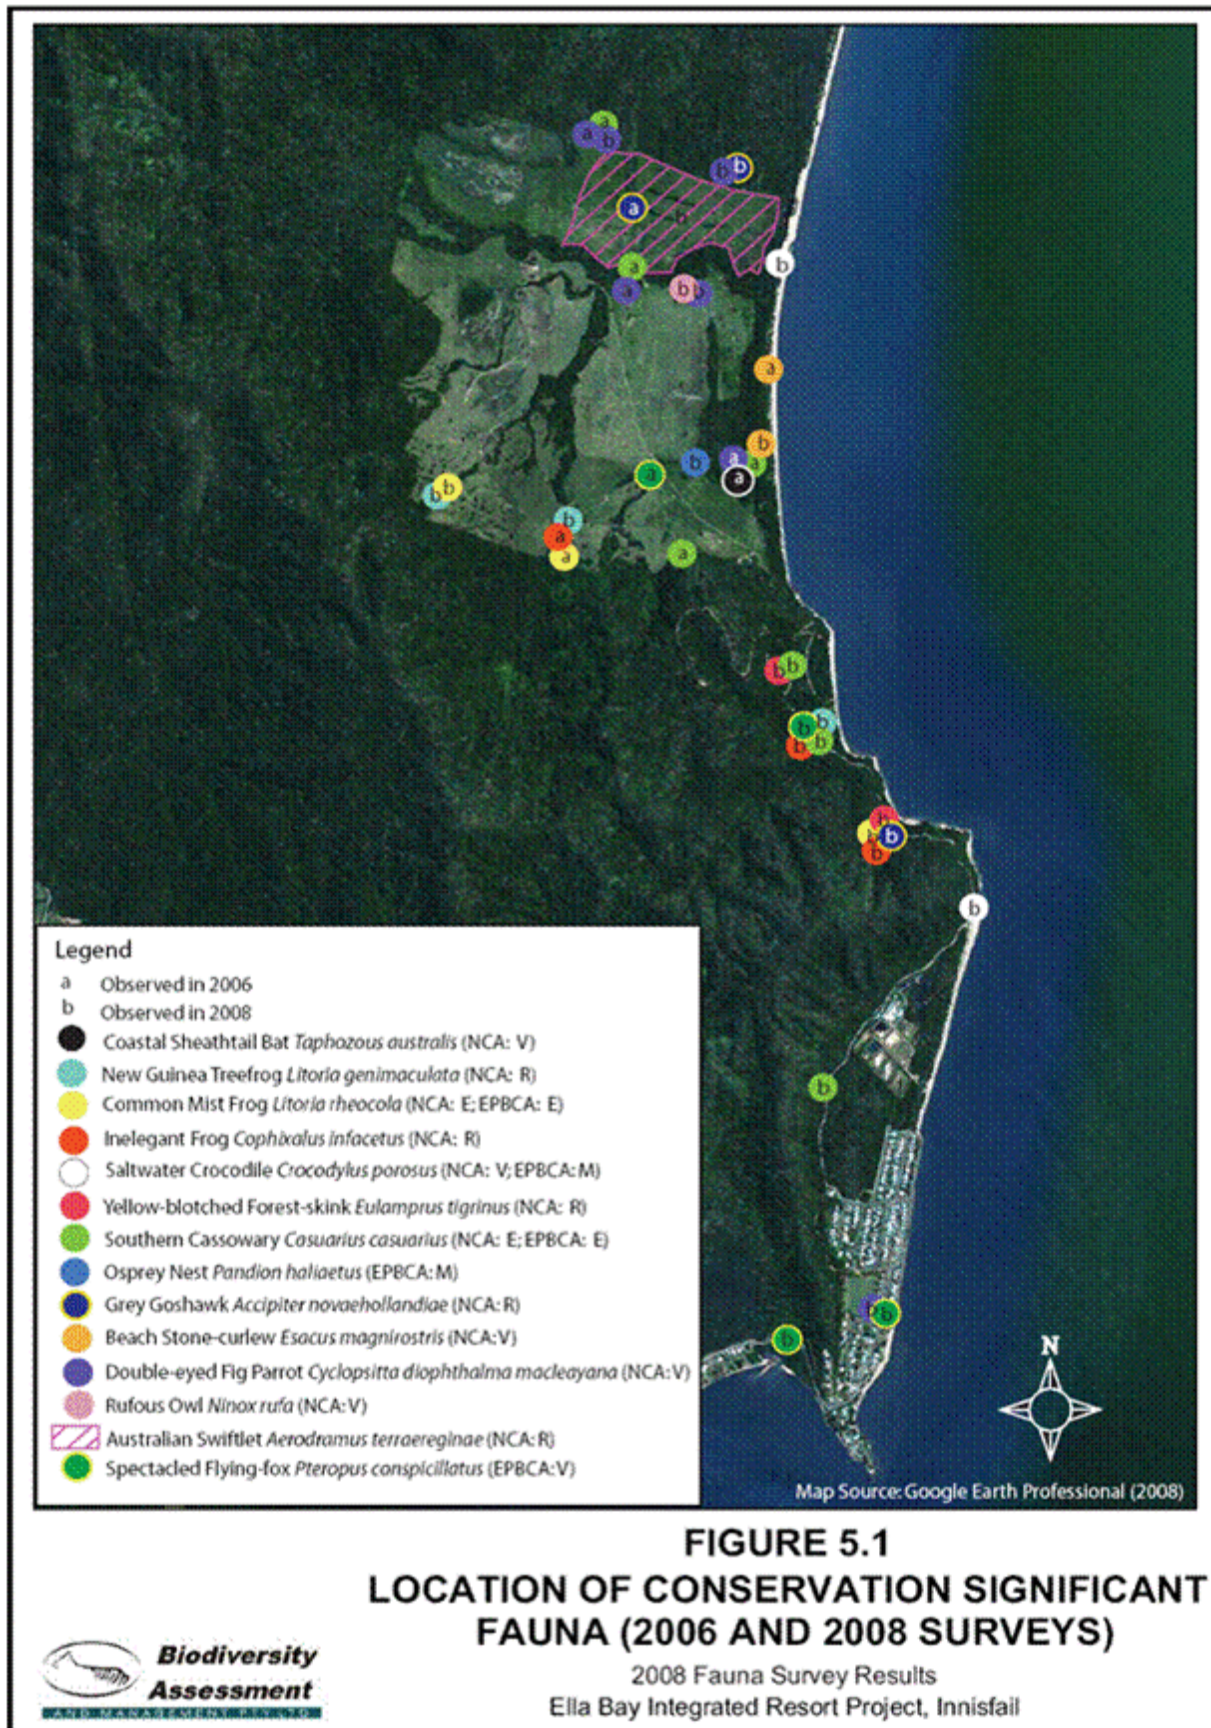 a
a
b
b
b
a
b
b
a
a
b
b
a
b
a
a
b
a
a
b
b
b
a
a
a
b
b
b
b
b
b
b
b
b
b
b
b
b
b
Legend
a Observed in 2006
b Observed in 2008
Coastal Sheathtail Bat Taphozous australis (NCA: V)
New Guinea Treefrog Litoria genimaculata (NCA: R)
Common Mist Frog Litoria rheocola (NCA: E; EPBCA: E)
Inelegant Frog Cophixalus infacetus (NCA: R)
Saltwater Crocodile Crocodylus porosus (NCA: V; EPBCA: M)
Yellow-blotched Forest-skink Eulamprus tigrinus (NCA: R)
Southern Cassowary Casuarius casuarius (NCA: E; EPBCA: E)
Osprey Nest Pandion haliaetus (EPBCA: M)
Grey Goshawk Accipiter novaehollandiae (NCA: R)
Beach Stone-curlew Esacus magnirostris (NCA: V)
Double-eyed Fig Parrot Cyclopsitta diophthalma macleayana (NCA: V)
Rufous Owl Ninox rufa (NCA: V)
Australian Swiftlet Aerodramus terraereginae (NCA: R)
Spectacled Flying-fox Pteropus conspicillatus (EPBCA: V)
N
Map Source: Google Earth Professional (2008)
FIGURE 5.1
LOCATION OF CONSERVATION SIGNIFICANT
FAUNA (2006 AND 2008 SURVEYS)
2008 Fauna Survey Results
Ella Bay Integrated Resort Project, Innisfail
Biodiversity
Assessment
AND MANAGEMENT PTY LTD